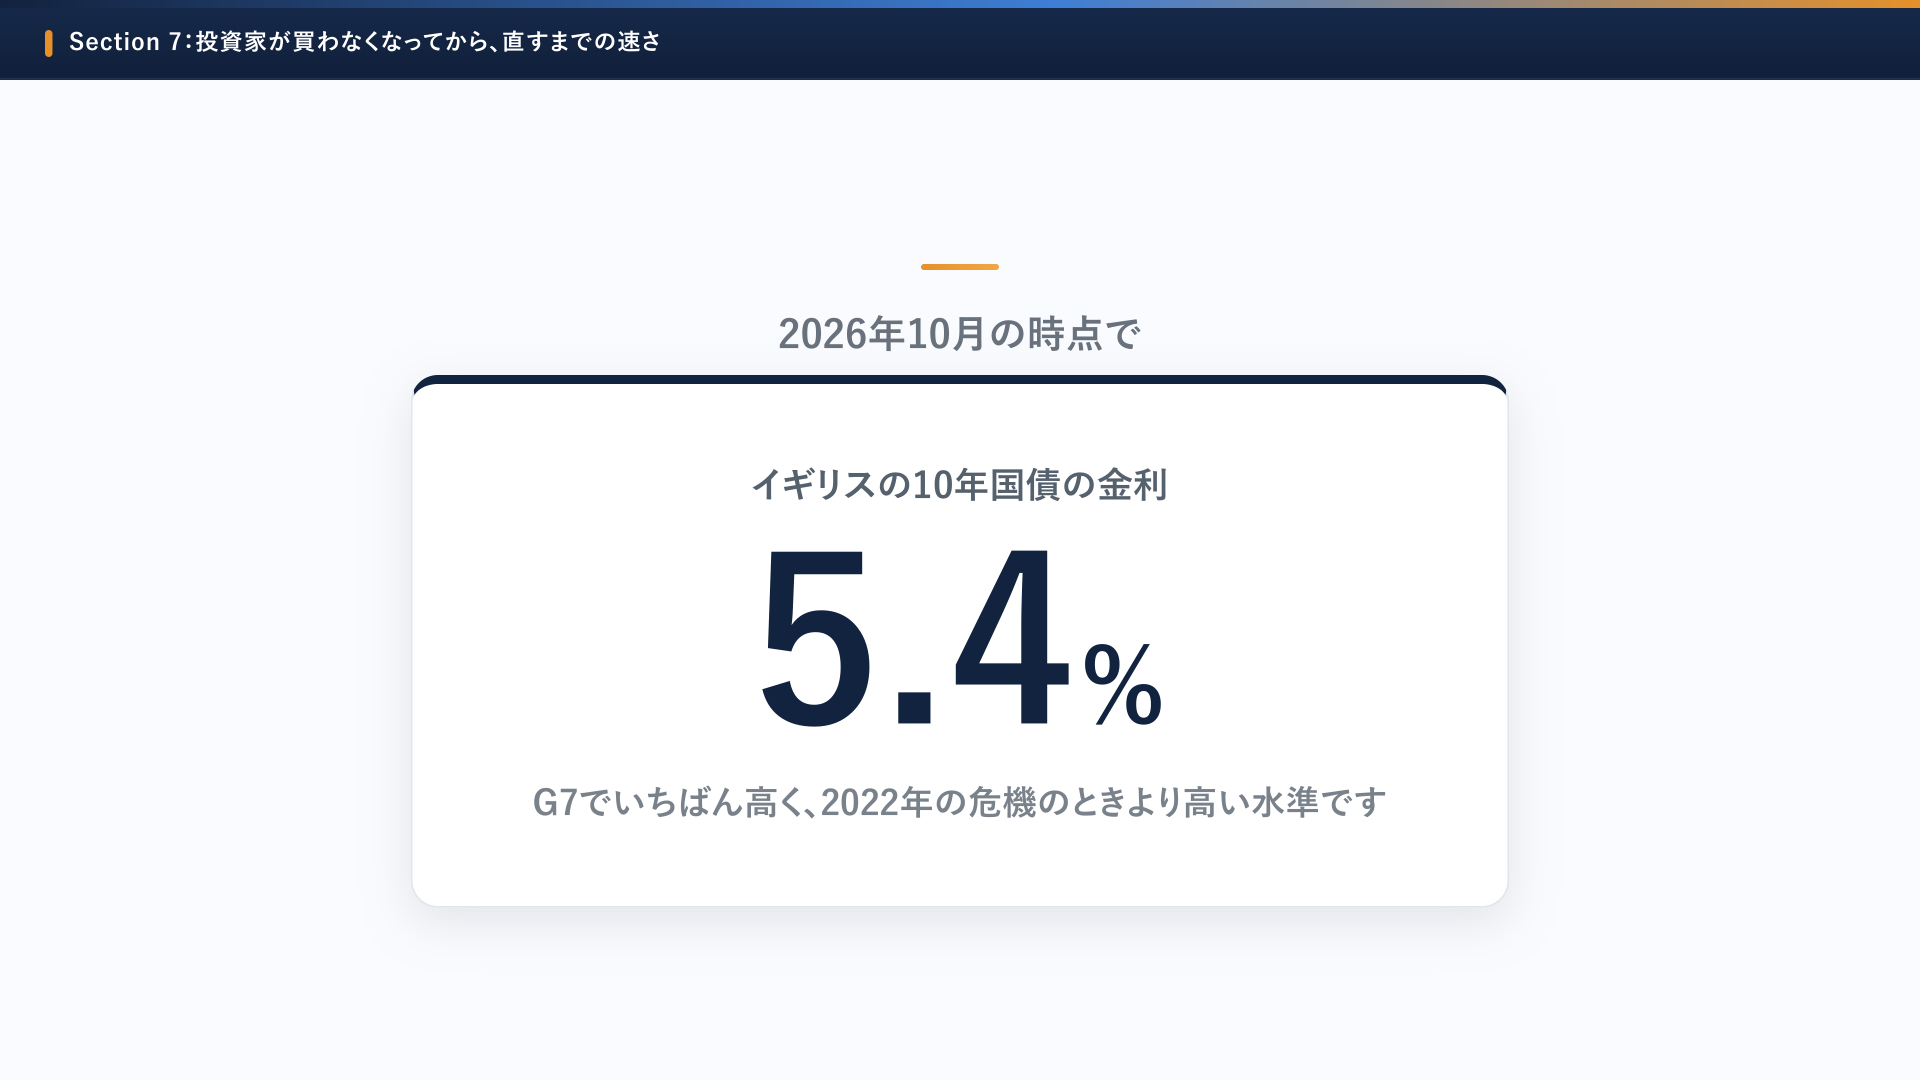 Section 7：投資家が買わなくなってから、直すまでの速さ
2026年10月の時点で
イギリスの10年国債の金利
5.4%
G7でいちばん高く、2022年の危機のときより高い水準です